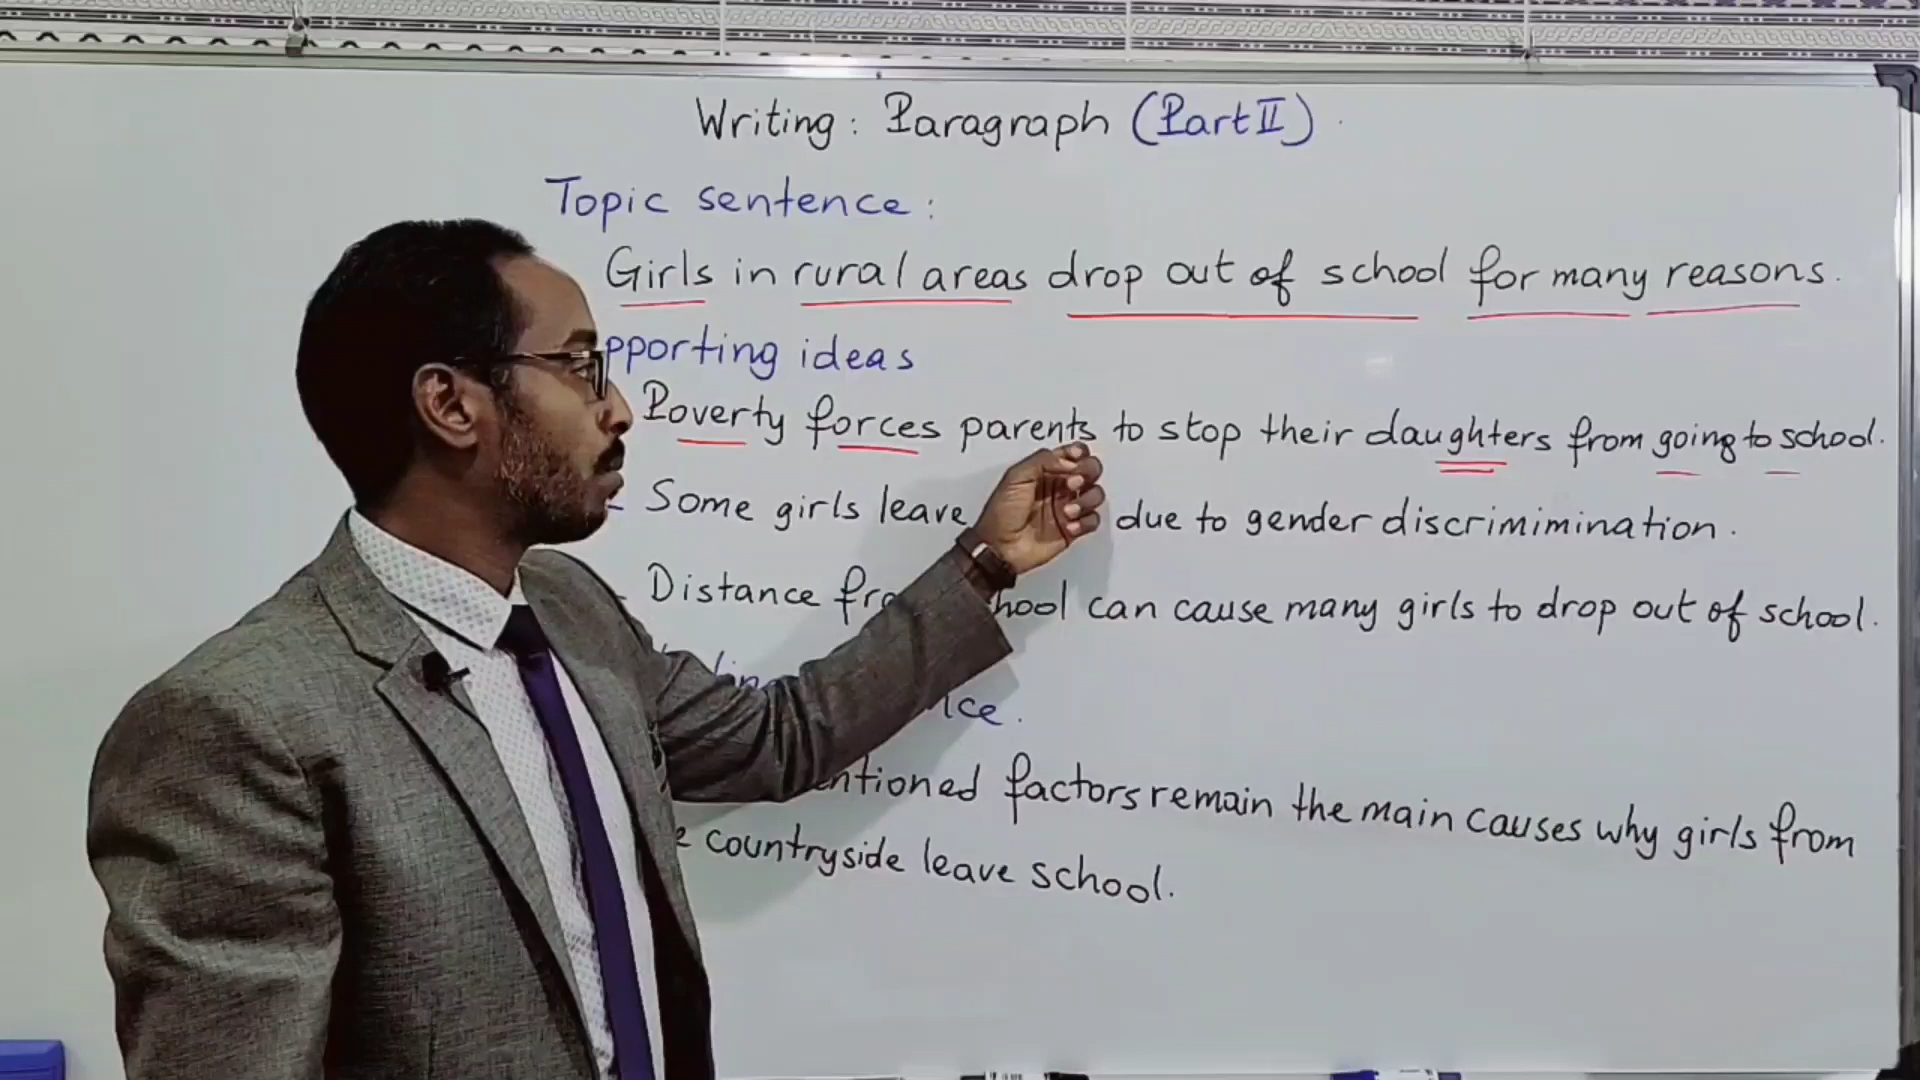 Writing: Paragraph (Part II)
Topic sentence:
Girls in rural areas drop out of school for many reasons.
pporting ideas
Poverty forces parents to stop their daughters from going to school.
- Some girls leave due to gender discrimimination.
- Distance hool can cause many girls to drop out of school.
nce.
ntioned factors remain the main causes why girls from
countryside leave school.